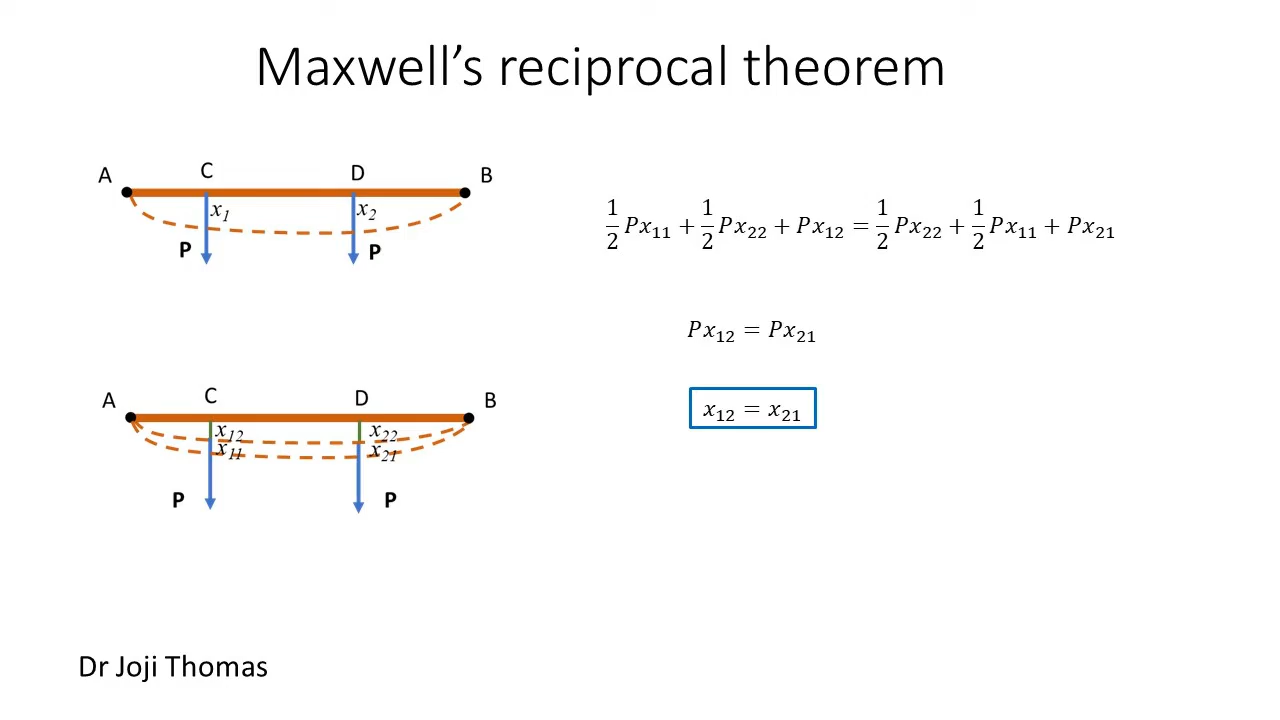 Maxwell’s reciprocal theorem
A C D B
x₁ x₂
P P
½Px₁₁ + ½Px₂₂ + Px₁₂ = ½Px₂₂ + ½Px₁₁ + Px₂₁
Px₁₂ = Px₂₁
A C D B
x₁₂ = x₂₁
x₁₂ x₂₂
x₁₁ x₂₁
P P
Dr Joji Thomas